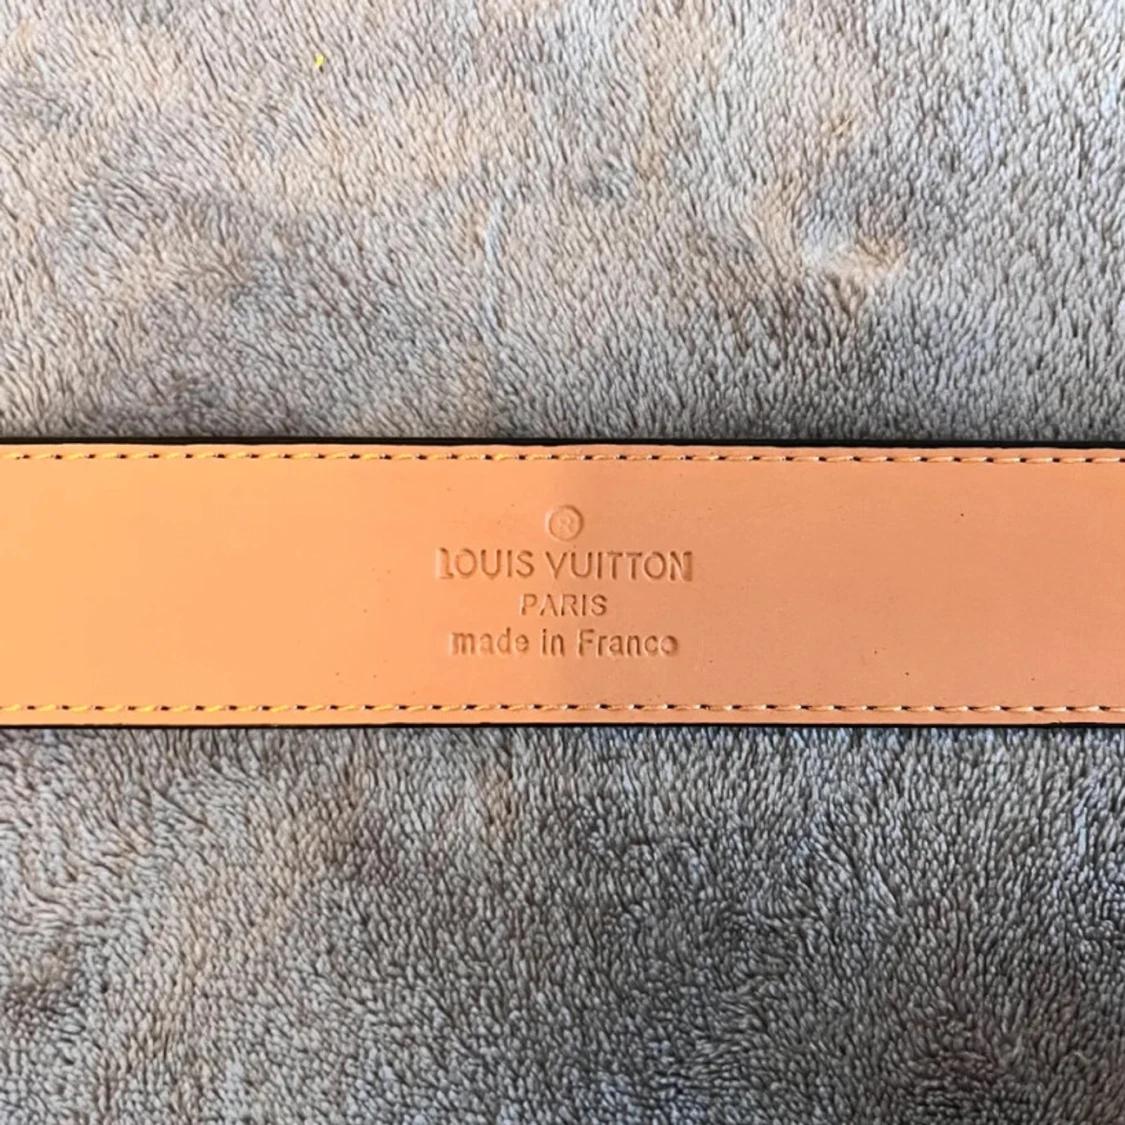 ®
LOUIS VUITTON
PARIS
made in Franco